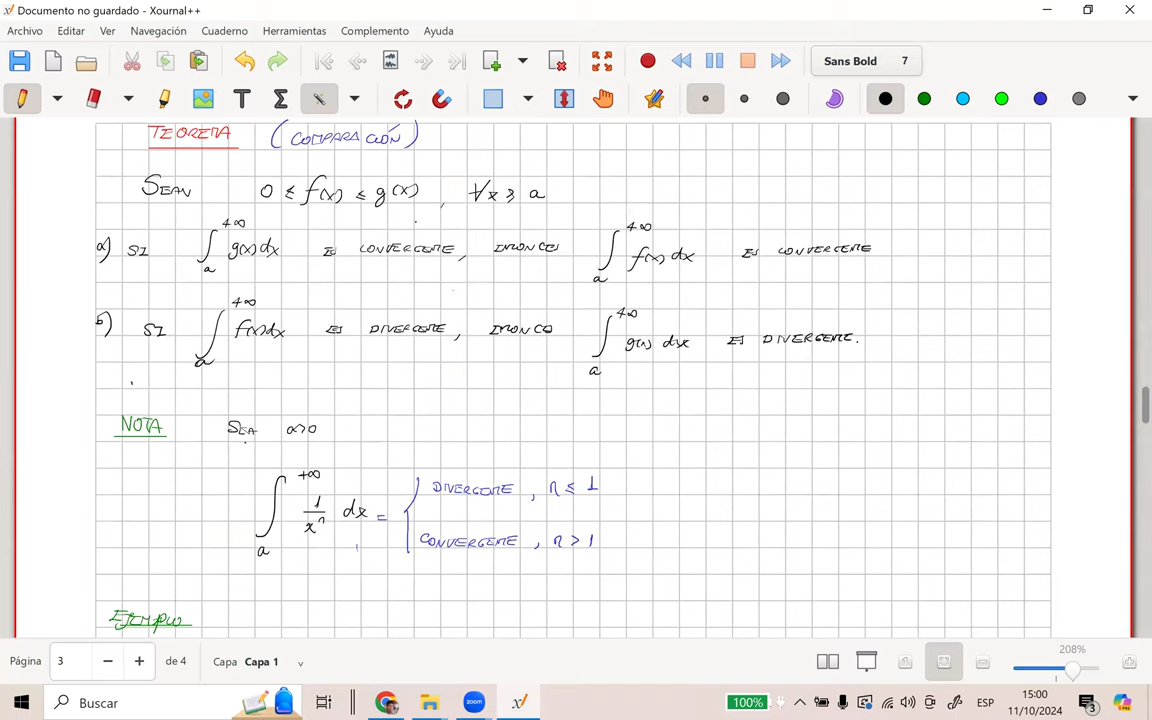 Documento no guardado - Xournal++
Archivo Editar Ver Navegación Cuaderno Herramientas Complemento Ayuda
Sans Bold 7
TEOREMA (COMPARACIÓN)
SEAN 0 ≤ f(x) ≤ g(x), ∀x ≥ a
a) SI ∫_a^{+∞} g(x) dx ES CONVERGENTE, ENTONCES ∫_a^{+∞} f(x) dx ES CONVERGENTE
b) SI ∫_a^{+∞} f(x) dx ES DIVERGENTE, ENTONCES ∫_a^{+∞} g(x) dx ES DIVERGENTE.
NOTA SEA a>0
∫_a^{+∞} 1/x^n dx = { DIVERGENTE, n ≤ 1
CONVERGENTE, n > 1
EJEMPLO
Página 3 de 4 Capa Capa 1 208%
Buscar 100% ESP 15:00
11/10/2024 3